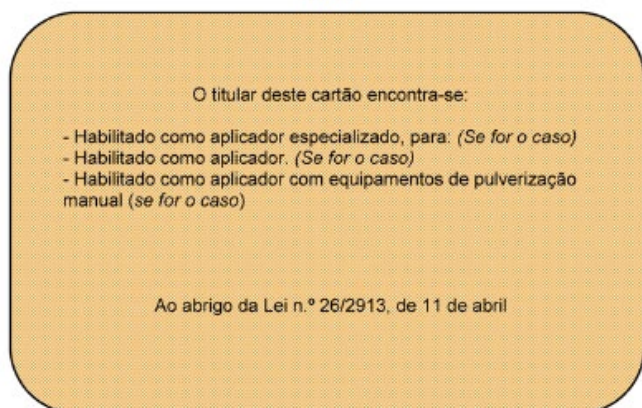 O titular deste cartão encontra-se:
- Habilitado como aplicador especializado, para: (Se for o caso)
- Habilitado como aplicador. (Se for o caso)
- Habilitado como aplicador com equipamentos de pulverização
manual (se for o caso)
Ao abrigo da Lei n.º 26/2913, de 11 de abril